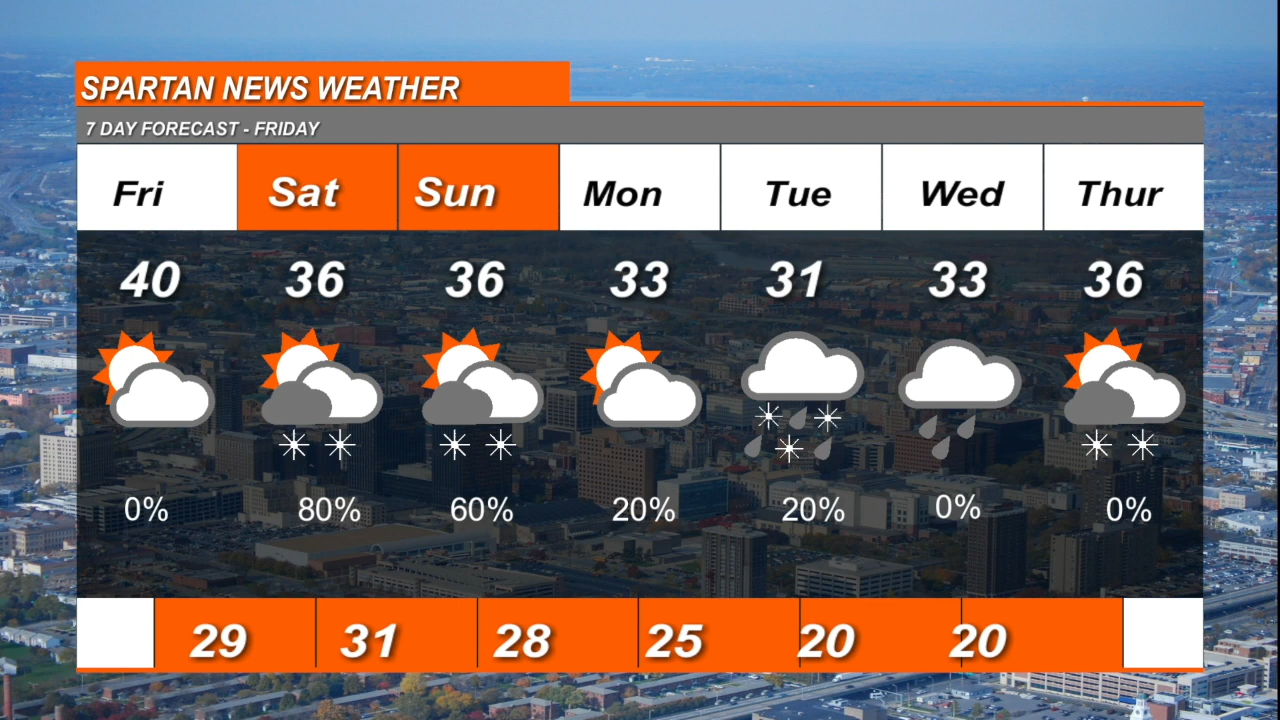 SPARTAN NEWS WEATHER
7 DAY FORECAST - FRIDAY
Fri Sat Sun Mon Tue Wed Thur
40 36 36 33 31 33 36
0% 80% 60% 20% 20% 0% 0%
29 31 28 25 20 20